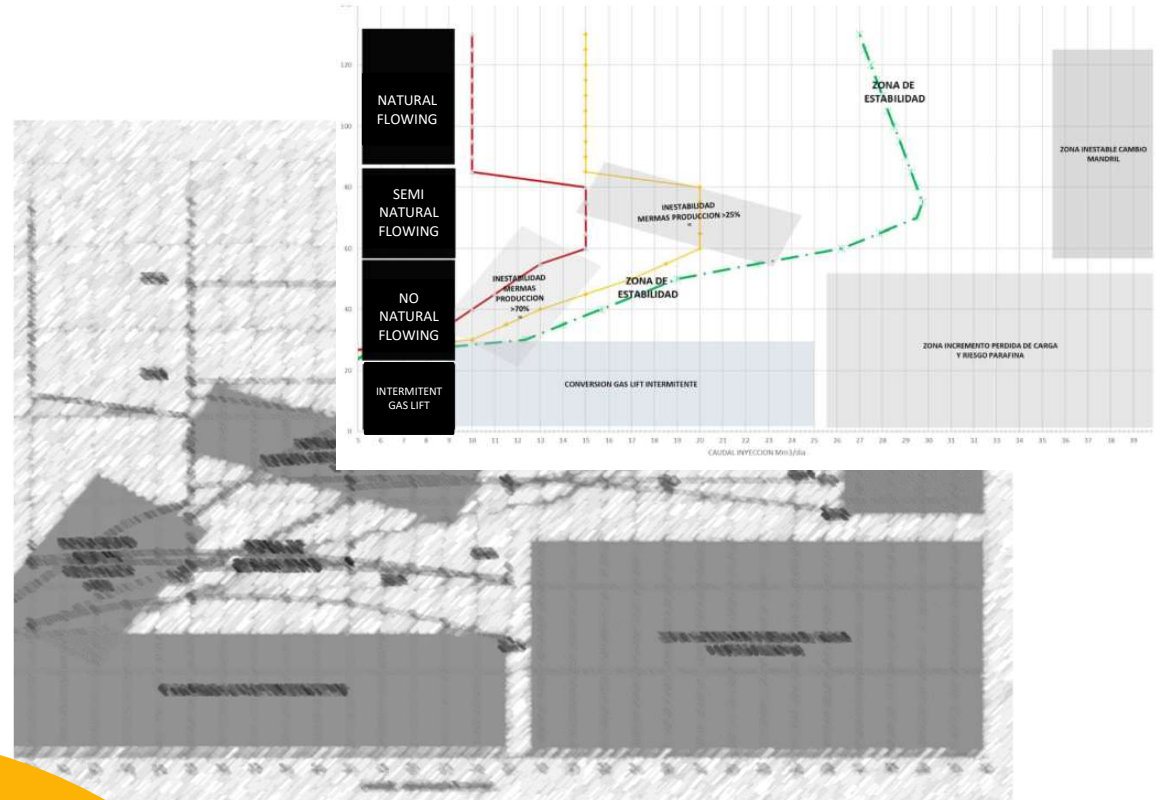 140
NATURAL
FLOWING
120
100
SEMI
NATURAL
FLOWING
80
60
NO
NATURAL
FLOWING
40
20
INTERMITENT
GAS LIFT
0
ZONA DE
ESTABILIDAD
ZONA INESTABLE CAMBIO
MANDRIL
INESTABILIDAD
MERMAS PRODUCCION >25%
=
INESTABILIDAD
MERMAS
PRODUCCION
>70%
=
ZONA DE
ESTABILIDAD
ZONA INCREMENTO PERDIDA DE CARGA
Y RIESGO PARAFINA
CONVERSION GAS LIFT INTERMITENTE
5 6 7 8 9 10 11 12 13 14 15 16 17 18 19 20 21 22 23 24 25 26 27 28 29 30 31 32 33 34 35 36 37 38 39
CAUDAL INYECCION Mm3/dia